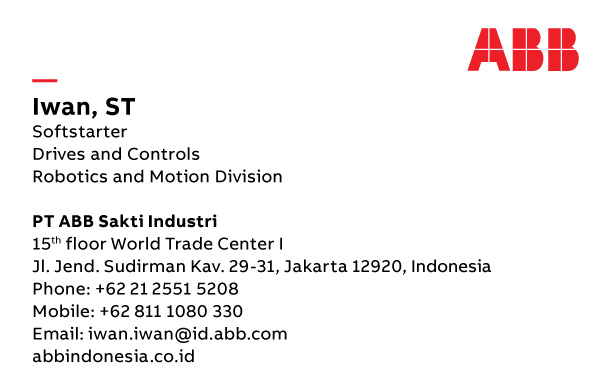 ABB
Iwan, ST
Softstarter
Drives and Controls
Robotics and Motion Division
PT ABB Sakti Industri
15th floor World Trade Center I
Jl. Jend. Sudirman Kav. 29-31, Jakarta 12920, Indonesia
Phone: +62 21 2551 5208
Mobile: +62 811 1080 330
Email: iwan.iwan@id.abb.com
abbindonesia.co.id